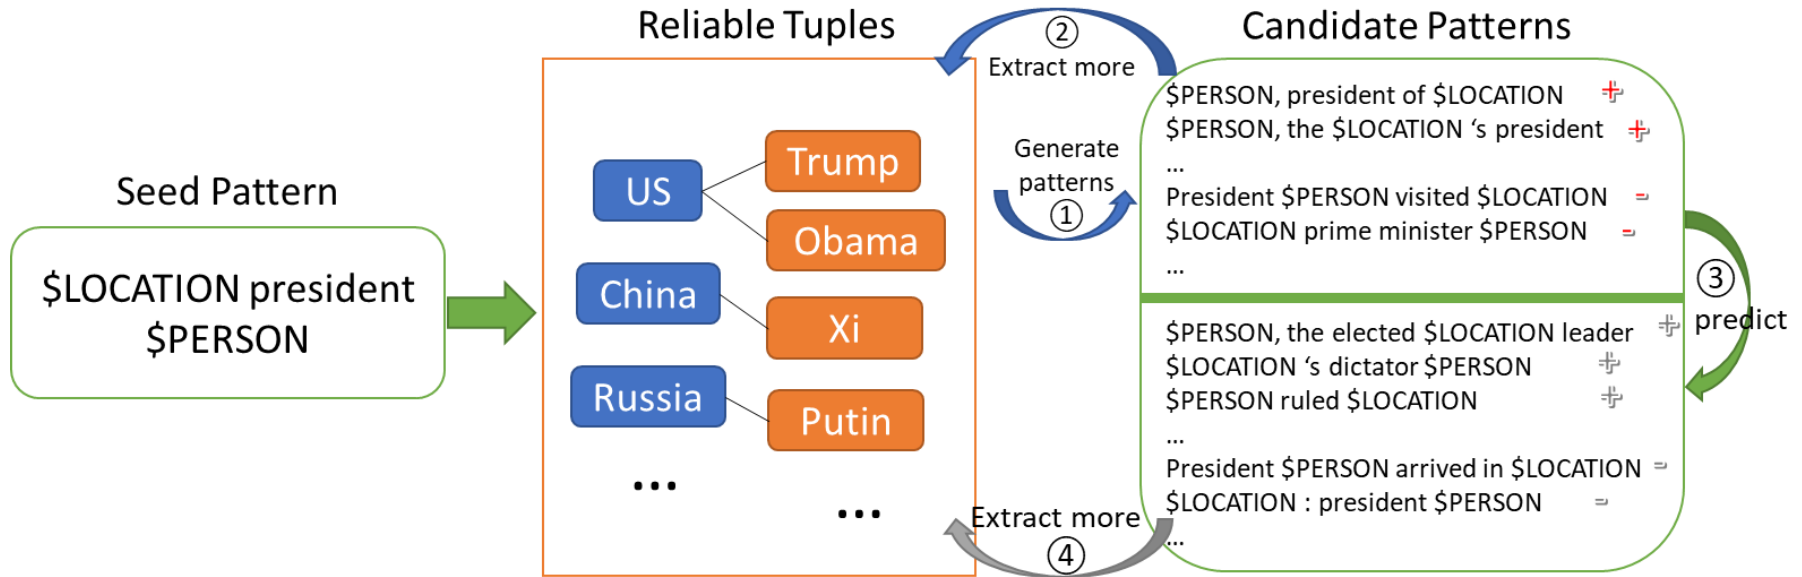 Reliable Tuples
②
Candidate Patterns
Extract more
$PERSON, president of $LOCATION +
$PERSON, the $LOCATION ‘s president +
...
President $PERSON visited $LOCATION -
$LOCATION prime minister $PERSON -
...
Generate
patterns
①
Seed Pattern
$LOCATION president
$PERSON
US
Trump
Obama
China
Xi
Russia
Putin
...
...
③
predict
$PERSON, the elected $LOCATION leader +
$LOCATION ‘s dictator $PERSON +
$PERSON ruled $LOCATION +
...
President $PERSON arrived in $LOCATION -
$LOCATION : president $PERSON -
...
Extract more
④